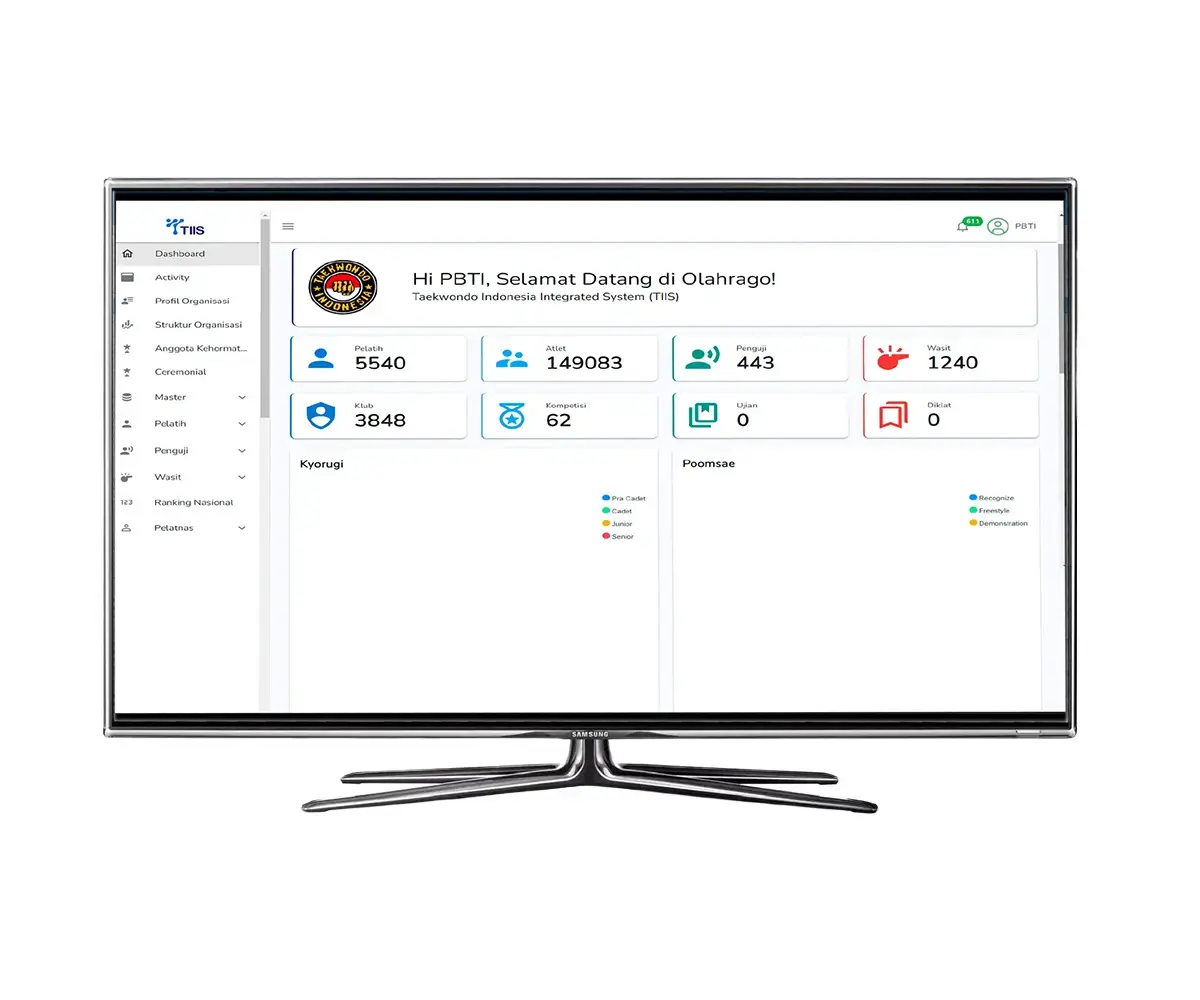 TIIS
611
PBTI
Dashboard
Activity
Profil Organisasi
Struktur Organisasi
Anggota Kehormat...
Ceremonial
Master
Pelatih
Penguji
Wasit
123 Ranking Nasional
Pelatnas
TAEKWONDO
INDONESIA
Hi PBTI, Selamat Datang di Olahrago!
Taekwondo Indonesia Integrated System (TIIS)
Pelatih
5540
Atlet
149083
Penguji
443
Wasit
1240
Klub
3848
Kompetisi
62
Ujian
0
Diklat
0
Kyorugi
Pra Cadet
Cadet
Junior
Senior
Poomsae
Recognize
Freestyle
Demonstration
SAMSUNG